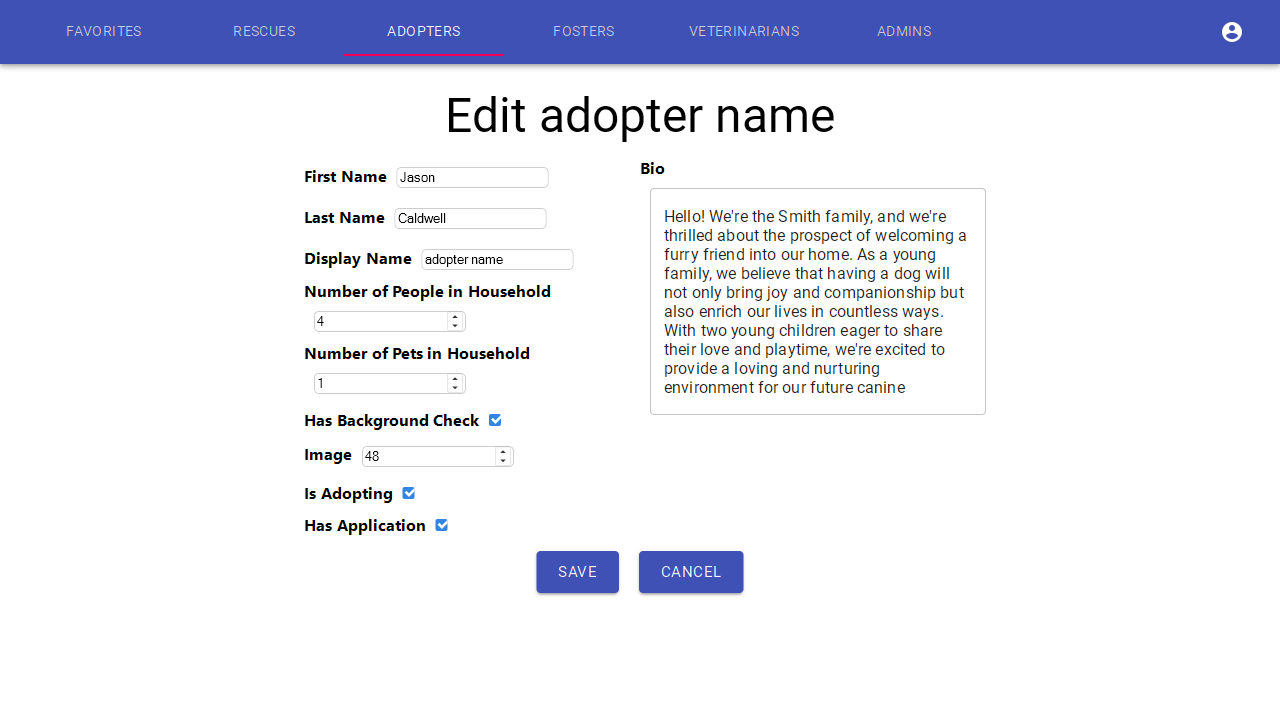 FAVORITES RESCUES ADOPTERS FOSTERS VETERINARIANS ADMINS
Edit adopter name
First Name Jason
Last Name Caldwell
Display Name adopter name
Number of People in Household
4
Number of Pets in Household
1
Has Background Check
Image 48
Is Adopting
Has Application
Bio
Hello! We're the Smith family, and we're
thrilled about the prospect of welcoming a
furry friend into our home. As a young
family, we believe that having a dog will
not only bring joy and companionship but
also enrich our lives in countless ways.
With two young children eager to share
their love and playtime, we're excited to
provide a loving and nurturing
environment for our future canine
SAVE CANCEL